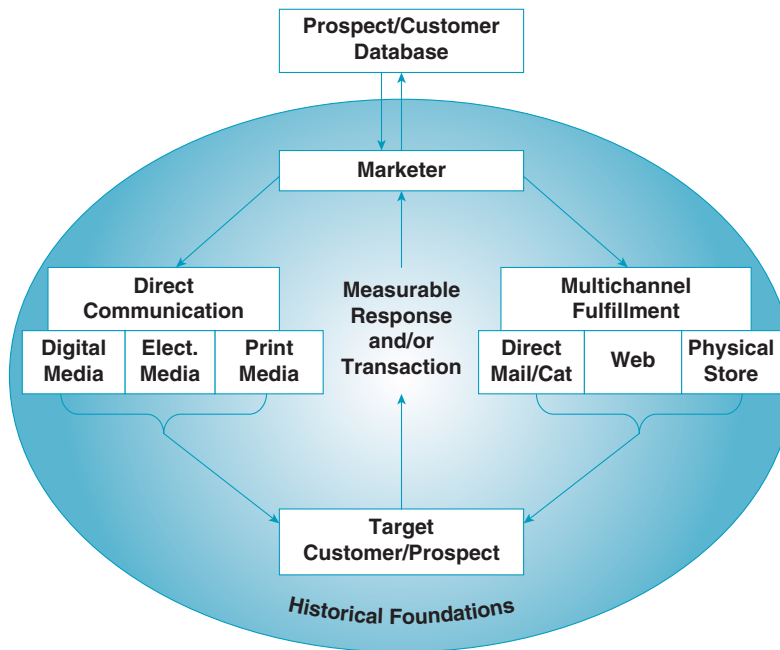 Prospect/Customer
Database
Marketer
Direct
Communication
Digital
Media
Elect.
Media
Print
Media
Measurable
Response
and/or
Transaction
Multichannel
Fulfillment
Direct
Mail/Cat
Web
Physical
Store
Target
Customer/Prospect
Historical Foundations